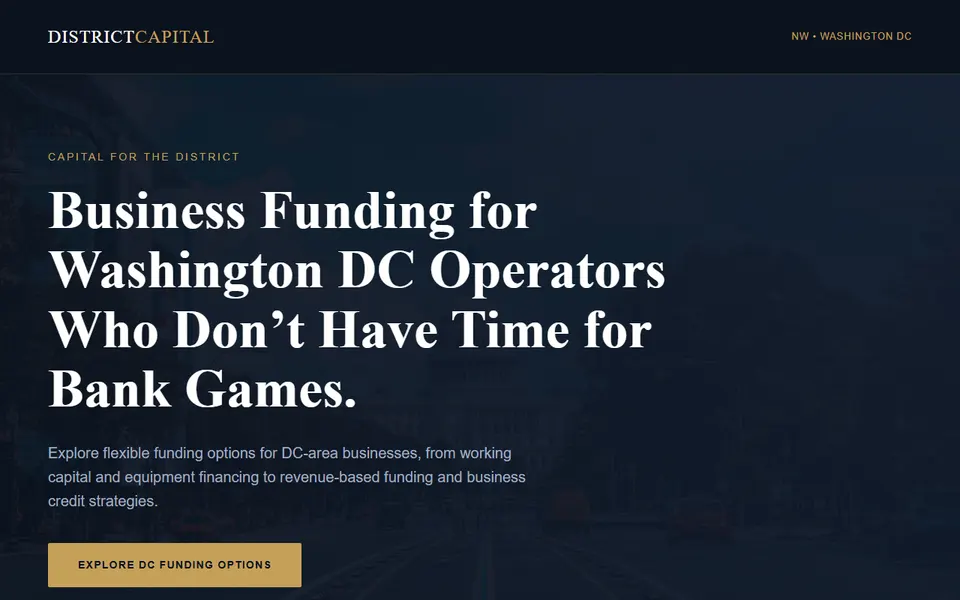 DISTRICTCAPITAL
NW • WASHINGTON DC
CAPITAL FOR THE DISTRICT
Business Funding for
Washington DC Operators
Who Don’t Have Time for
Bank Games.
Explore flexible funding options for DC-area businesses, from working
capital and equipment financing to revenue-based funding and business
credit strategies.
EXPLORE DC FUNDING OPTIONS